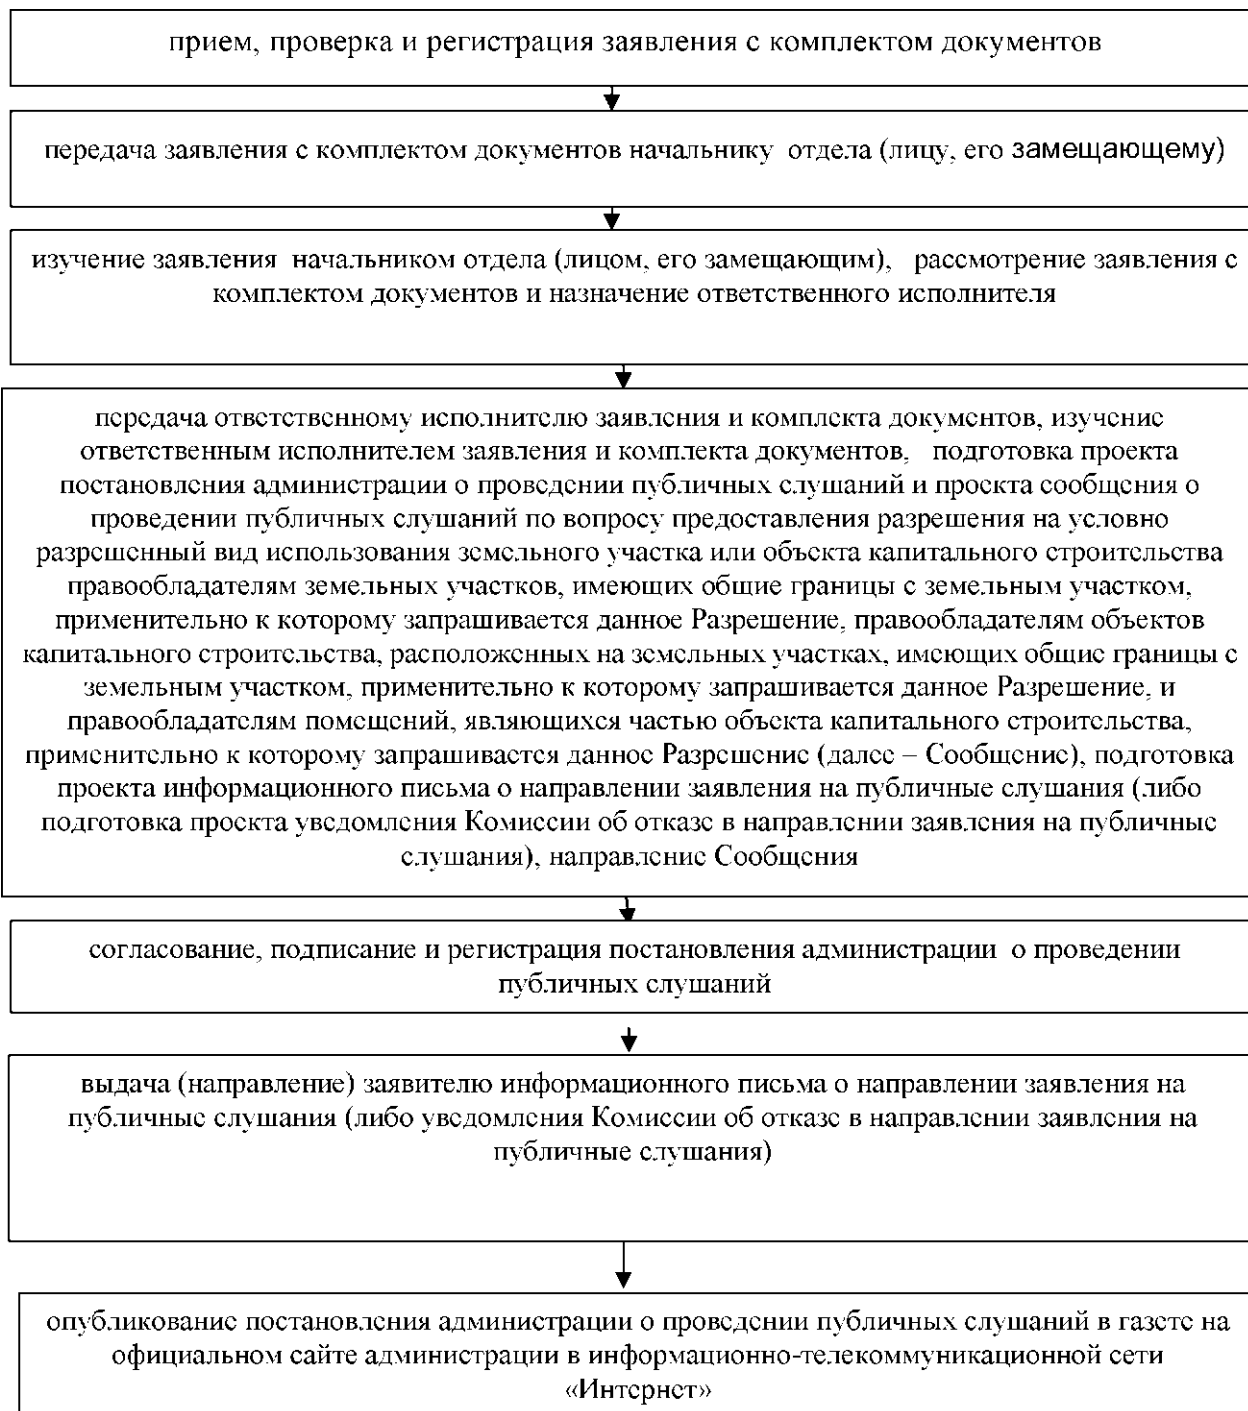 прием, проверка и регистрация заявления с комплектом документов
передача заявления с комплектом документов начальнику отдела (лицу, его замещающему)
изучение заявления начальником отдела (лицом, его замещающим), рассмотрение заявления с
комплектом документов и назначение ответственного исполнителя
передача ответственному исполнителю заявления и комплекта документов, изучение
ответственным исполнителем заявления и комплекта документов, подготовка проекта
постановления администрации о проведении публичных слушаний и проекта сообщения о
проведении публичных слушаний по вопросу предоставления разрешения на условно
разрешенный вид использования земельного участка или объекта капитального строительства
правообладателям земельных участков, имеющих общие границы с земельным участком,
применительно к которому запрашивается данное Разрешение, правообладателям объектов
капитального строительства, расположенных на земельных участках, имеющих общие границы с
земельным участком, применительно к которому запрашивается данное Разрешение, и
правообладателям помещений, являющихся частью объекта капитального строительства,
применительно к которому запрашивается данное Разрешение (далее – Сообщение), подготовка
проекта информационного письма о направлении заявления на публичные слушания (либо
подготовка проекта уведомления Комиссии об отказе в направлении заявления на публичные
слушания), направление Сообщения
согласование, подписание и регистрация постановления администрации о проведении
публичных слушаний
выдача (направление) заявителю информационного письма о направлении заявления на
публичные слушания (либо уведомления Комиссии об отказе в направлении заявления на
публичные слушания)
опубликование постановления администрации о проведении публичных слушаний в газете на
официальном сайте администрации в информационно-телекоммуникационной сети
«Интернет»